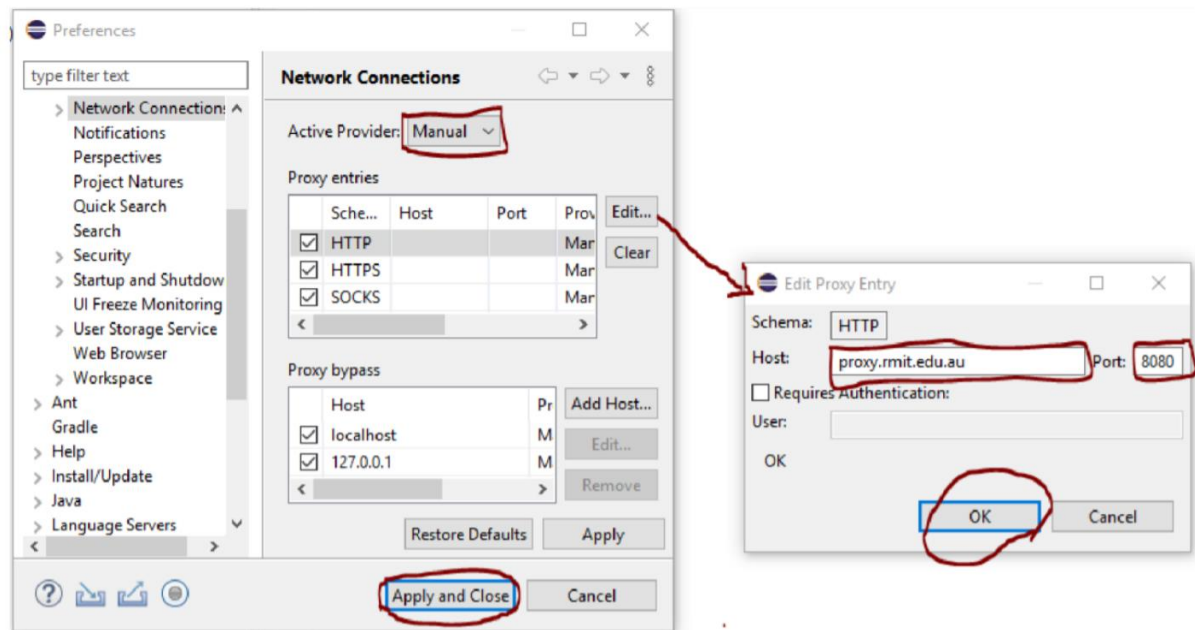 Preferences
type filter text
Network Connections
Notifications
Perspectives
Project Natures
Quick Search
Search
Security
Startup and Shutdow
UI Freeze Monitoring
User Storage Service
Web Browser
Workspace
Ant
Gradle
Help
Install/Update
Java
Language Servers
Network Connections
Active Provider: Manual
Proxy entries
Sche... Host Port Prov Edit...
HTTP Mar Clear
HTTPS Mar
SOCKS Mar
Proxy bypass
Host Pr Add Host...
localhost M Edit...
127.0.0.1 M
Remove
Restore Defaults Apply
Apply and Close Cancel
Edit Proxy Entry
Schema: HTTP
Host: proxy.rmit.edu.au Port: 8080
Requires Authentication:
User:
OK
OK Cancel